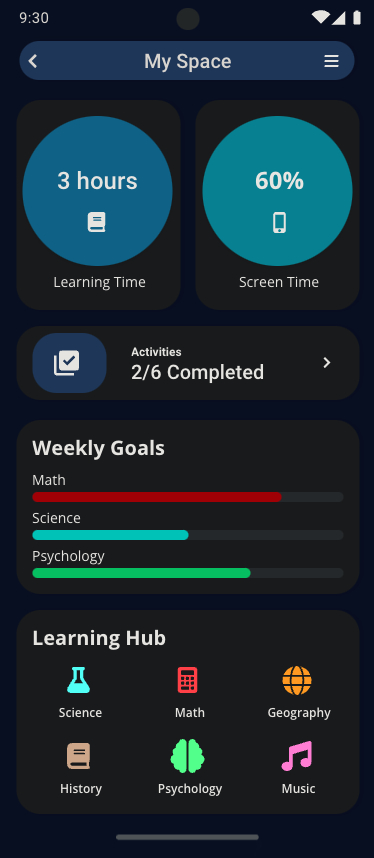 9:30
My Space
3 hours
Learning Time
60%
Screen Time
Activities
2/6 Completed
Weekly Goals
Math
Science
Psychology
Learning Hub
Science
Math
Geography
History
Psychology
Music